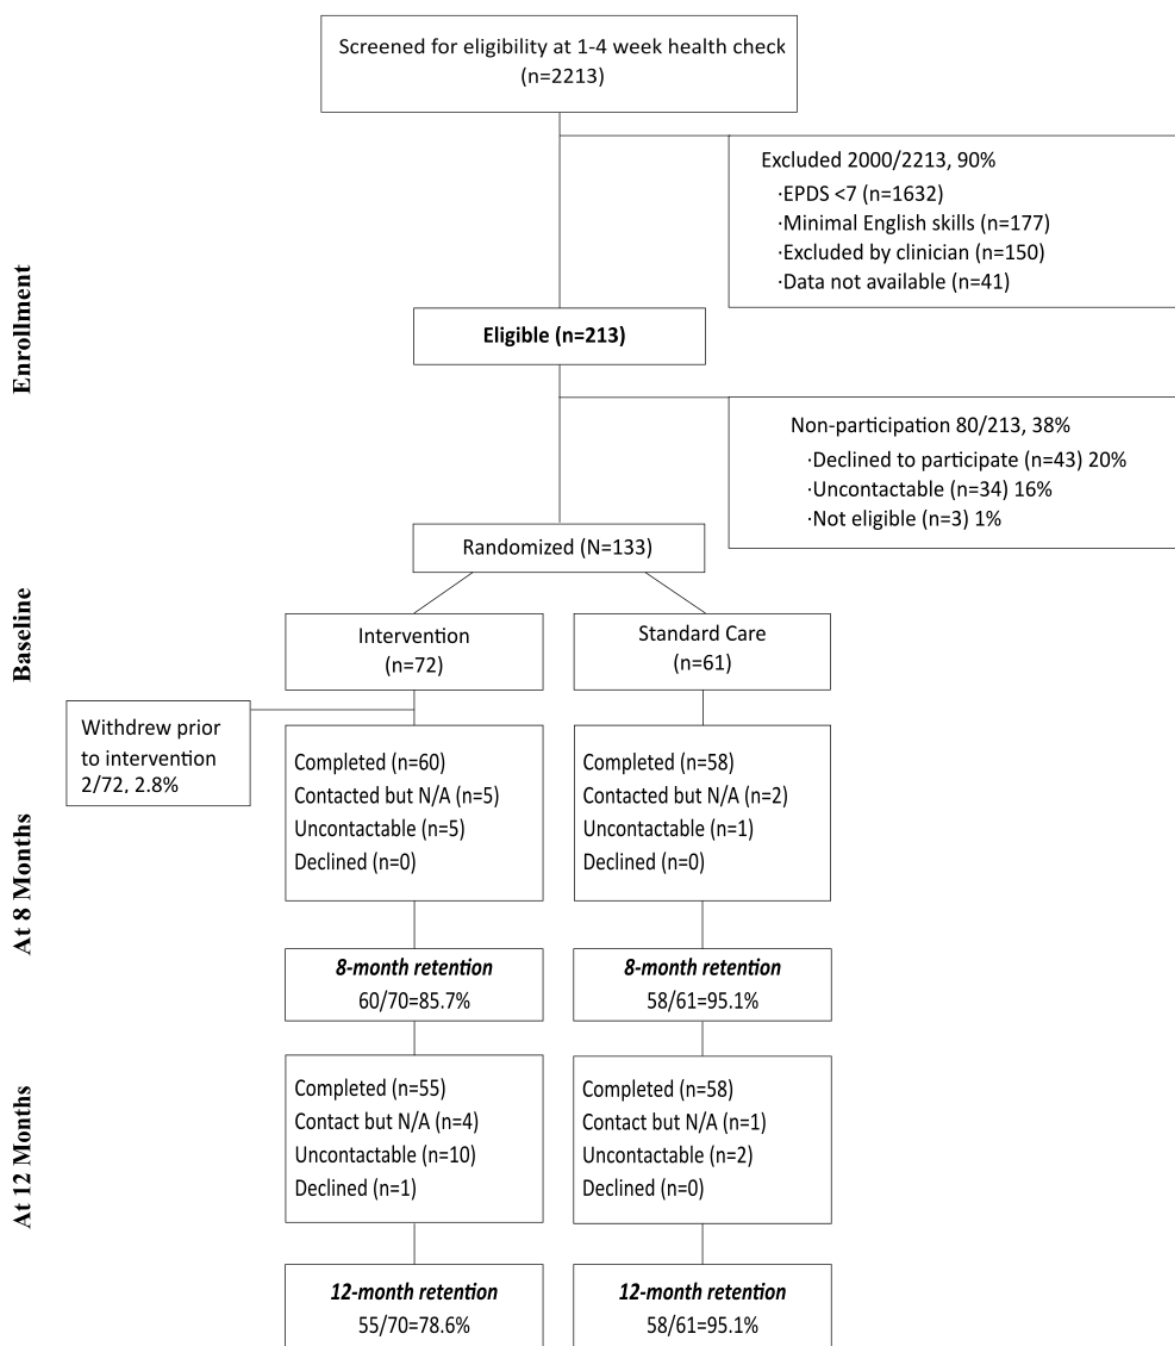 Screened for eligibility at 1-4 week health check
(n=2213)
Excluded 2000/2213, 90%
·EPDS <7 (n=1632)
·Minimal English skills (n=177)
·Excluded by clinician (n=150)
·Data not available (n=41)
Enrollment
Eligible (n=213)
Non-participation 80/213, 38%
·Declined to participate (n=43) 20%
·Uncontactable (n=34) 16%
·Not eligible (n=3) 1%
Randomized (N=133)
Baseline
Intervention
(n=72)
Standard Care
(n=61)
Withdrew prior
to intervention
2/72, 2.8%
At 8 Months
Completed (n=60)
Contacted but N/A (n=5)
Uncontactable (n=5)
Declined (n=0)
Completed (n=58)
Contacted but N/A (n=2)
Uncontactable (n=1)
Declined (n=0)
8-month retention
60/70=85.7%
8-month retention
58/61=95.1%
At 12 Months
Completed (n=55)
Contact but N/A (n=4)
Uncontactable (n=10)
Declined (n=1)
Completed (n=58)
Contact but N/A (n=1)
Uncontactable (n=2)
Declined (n=0)
12-month retention
55/70=78.6%
12-month retention
58/61=95.1%